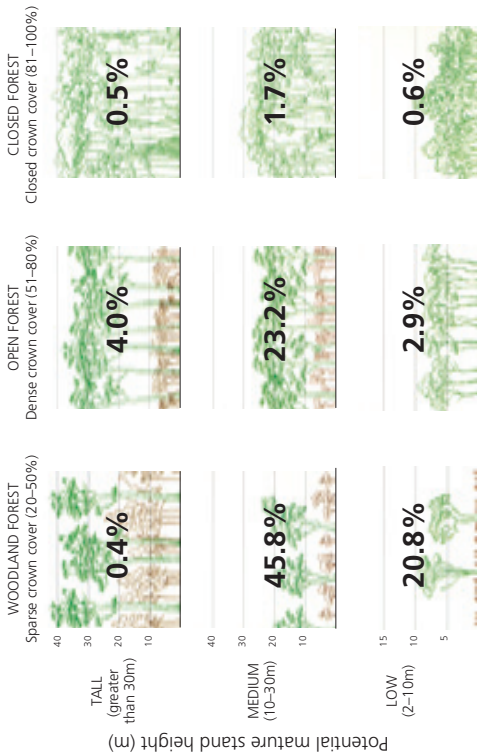 WOODLAND FOREST
Sparse crown cover (20–50%)
OPEN FOREST
Dense crown cover (51–80%)
CLOSED FOREST
Closed crown cover (81–100%)
Potential mature stand height (m)
TALL
(greater
than 30m)
40
30
20
10
0.4%
4.0%
0.5%
MEDIUM
(10–30m)
40
30
20
10
45.8%
23.2%
1.7%
LOW
(2–10m)
15
10
5
20.8%
2.9%
0.6%